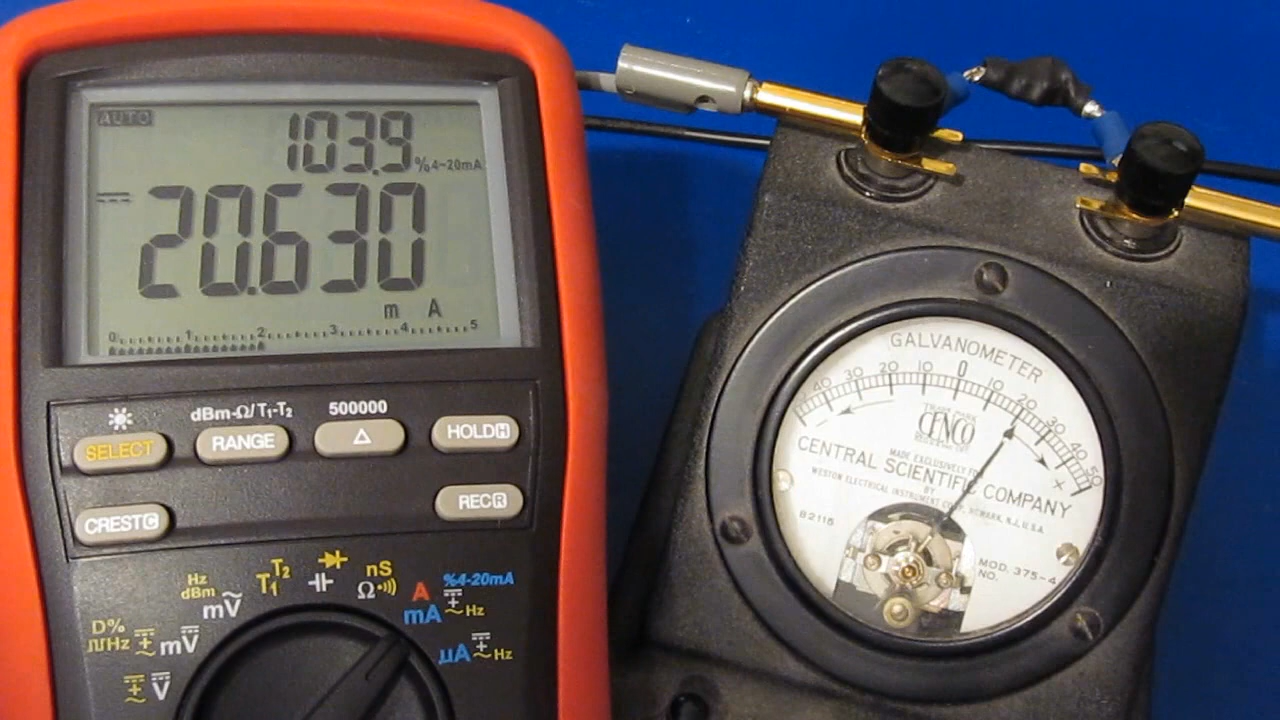 AUTO
103.9
%4~20mA
20.630
m A
0 1 2 3 4 5
dBm-Ω/T1-T2
500000
SELECT
RANGE
Δ
HOLD H
CREST C
REC R
Hz
dBm
mV
T1 T2
nS
Ω
A
%4-20mA
mA
Hz
D%
Hz
mV
µA
Hz
V
GALVANOMETER
40 30 20 10 0 10 20 30 40 50
TRADE MARK
CENCO
CENTRAL SCIENTIFIC COMPANY
MADE EXCLUSIVELY FOR
BY
WESTON ELECTRICAL INSTRUMENT CORP., NEWARK, N.J., U.S.A.
B2116
MOD. 375-4
NO.
+